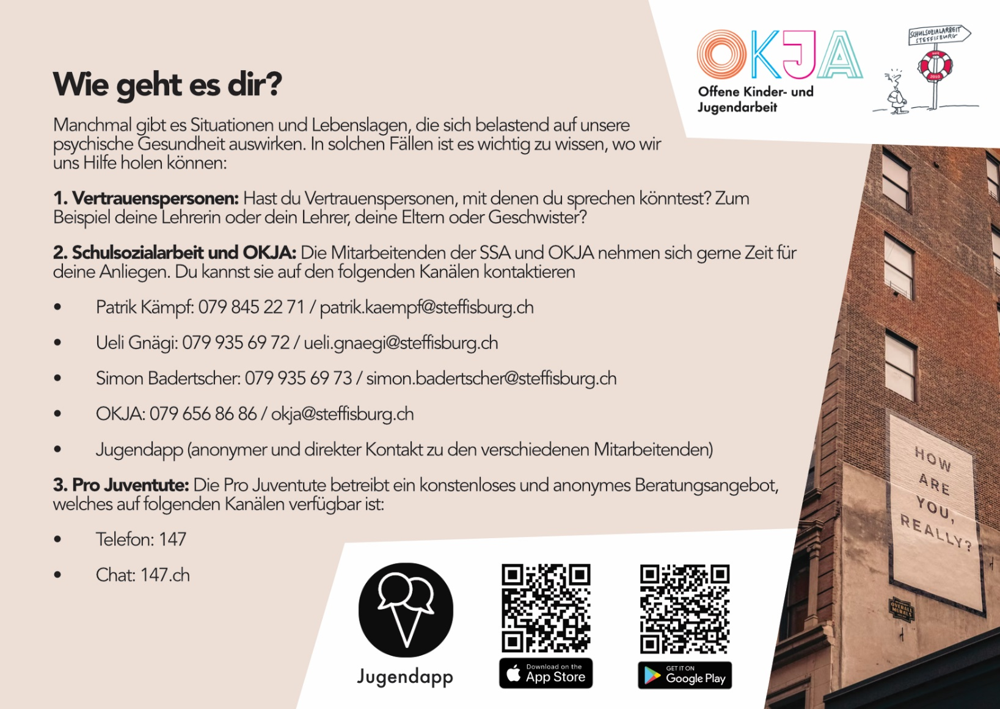 OKJA
Offene Kinder- und
Jugendarbeit
SCHULSOZIALARBEIT
STEFFISBURG
SEIT
2010
Wie geht es dir?
Manchmal gibt es Situationen und Lebenslagen, die sich belastend auf unsere
psychische Gesundheit auswirken. In solchen Fällen ist es wichtig zu wissen, wo wir
uns Hilfe holen können:
1. Vertrauenspersonen: Hast du Vertrauenspersonen, mit denen du sprechen könntest? Zum
Beispiel deine Lehrerin oder dein Lehrer, deine Eltern oder Geschwister?
2. Schulsozialarbeit und OKJA: Die Mitarbeitenden der SSA und OKJA nehmen sich gerne Zeit für
deine Anliegen. Du kannst sie auf den folgenden Kanälen kontaktieren
• Patrik Kämpf: 079 845 22 71 / patrik.kaempf@steffisburg.ch
• Ueli Gnägi: 079 935 69 72 / ueli.gnaegi@steffisburg.ch
• Simon Badertscher: 079 935 69 73 / simon.badertscher@steffisburg.ch
• OKJA: 079 656 86 86 / okja@steffisburg.ch
• Jugendapp (anonymer und direkter Kontakt zu den verschiedenen Mitarbeitenden)
3. Pro Juventute: Die Pro Juventute betreibt ein konstenloses und anonymes Beratungsangebot,
welches auf folgenden Kanälen verfügbar ist:
• Telefon: 147
• Chat: 147.ch
HOW
ARE
YOU,
REALLY?
OVERALL
MURALS
Jugendapp
Download on the
App Store
GET IT ON
Google Play